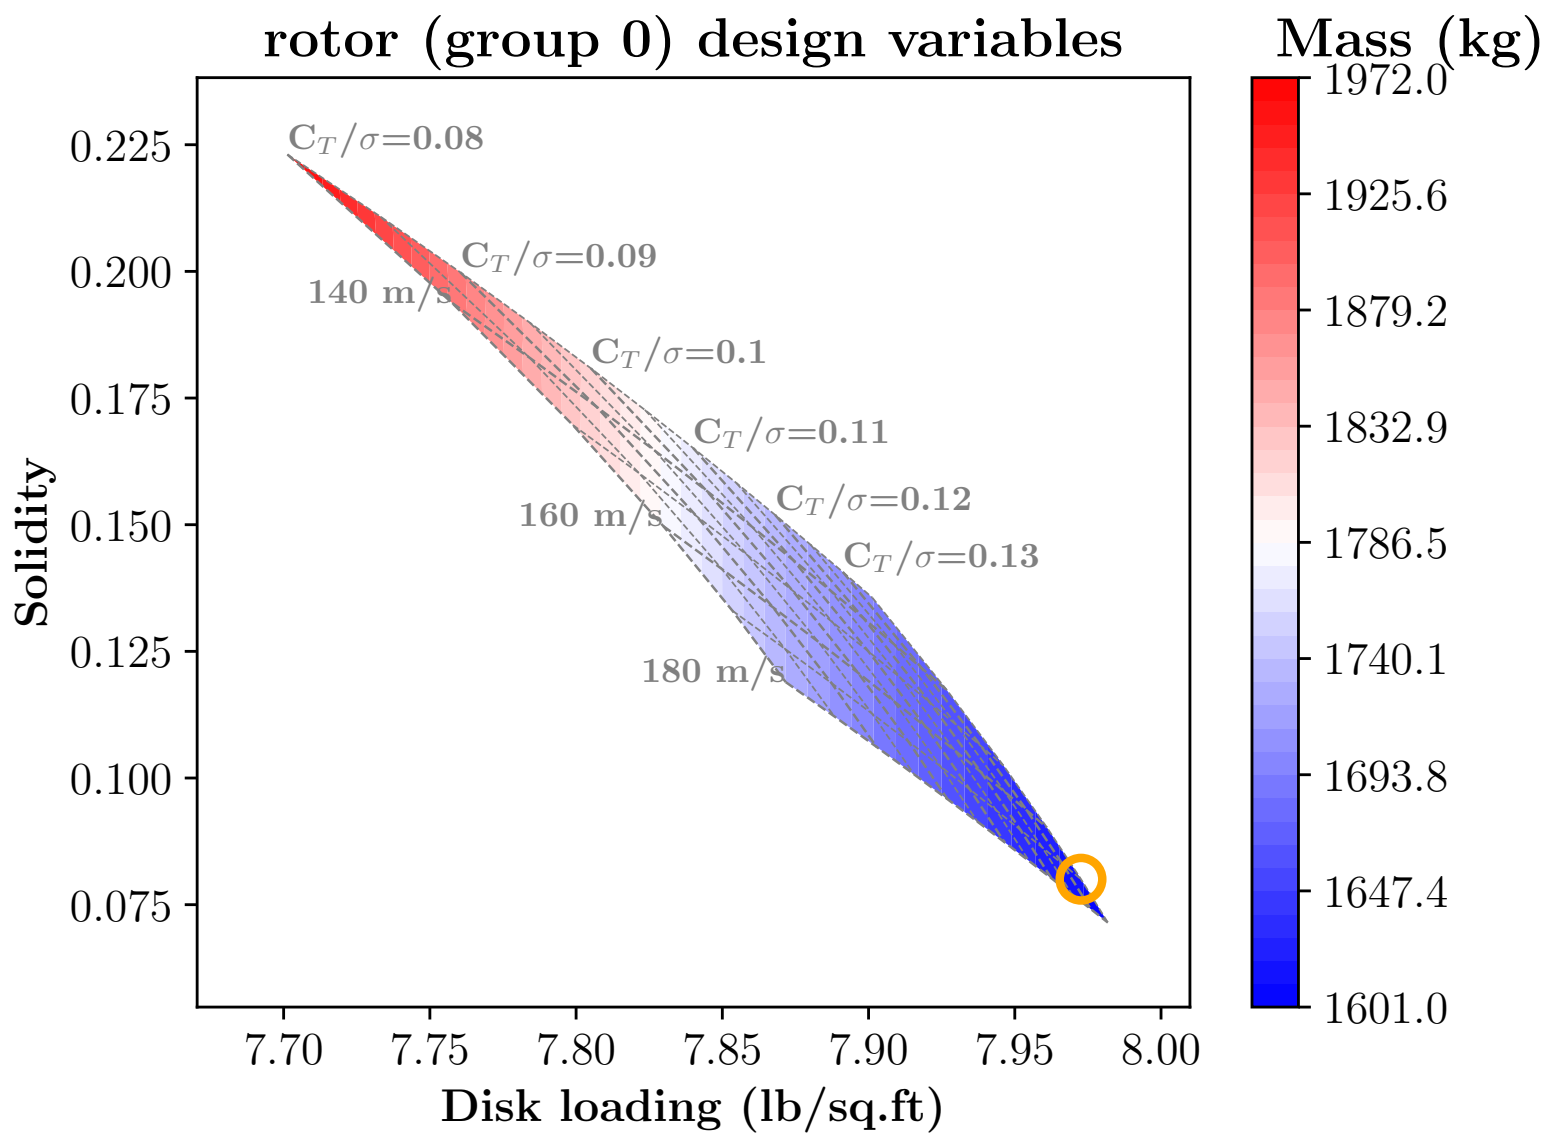 rotor (group 0) design variables
Mass (kg)
1972.0
1925.6
1879.2
1832.9
1786.5
1740.1
1693.8
1647.4
1601.0
Solidity
0.225
0.200
0.175
0.150
0.125
0.100
0.075
C_T/σ=0.08
C_T/σ=0.09
140 m/s
C_T/σ=0.1
C_T/σ=0.11
C_T/σ=0.12
160 m/s
C_T/σ=0.13
180 m/s
7.70 7.75 7.80 7.85 7.90 7.95 8.00
Disk loading (lb/sq.ft)